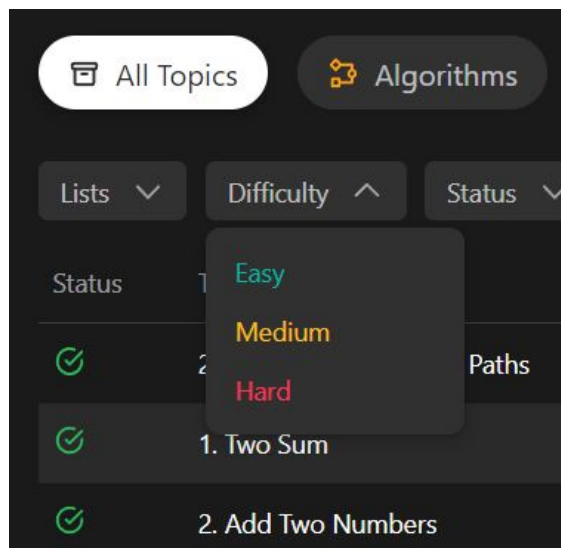 All Topics Algorithms
Lists Difficulty Status
Status
Easy
Medium
Paths
Hard
1. Two Sum
2. Add Two Numbers